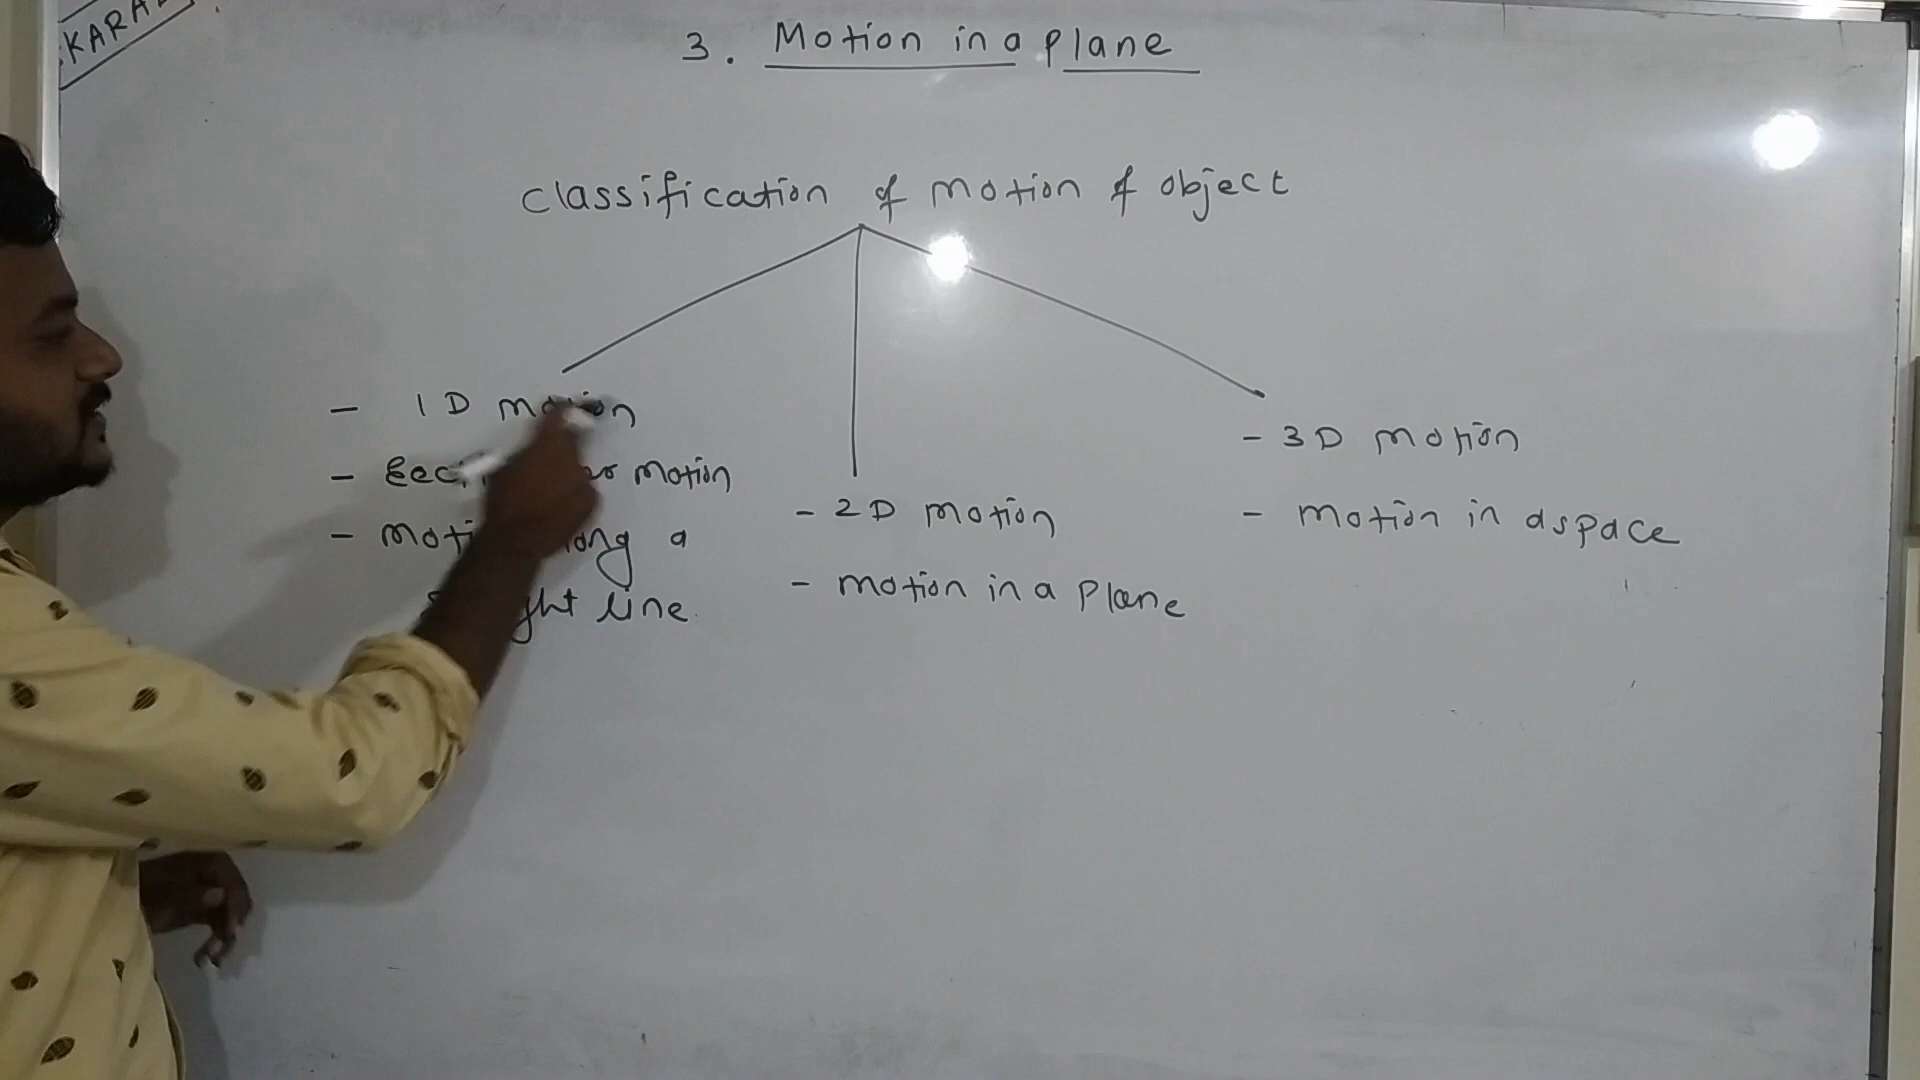 3. Motion in a plane
classification of motion of object
- 1D motion
- motion
- a
line.
- 2D motion
- motion in a plane
- 3D motion
- motion in a space